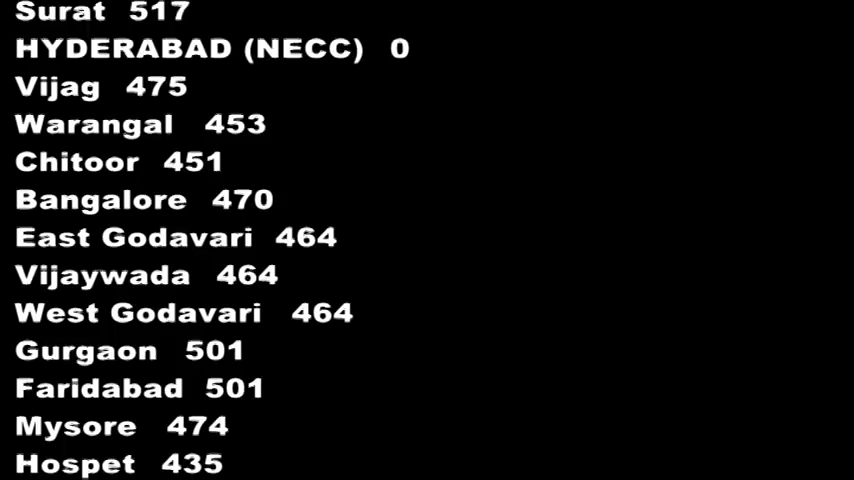 Surat 517
HYDERABAD (NECC) 0
Vijag 475
Warangal 453
Chitoor 451
Bangalore 470
East Godavari 464
Vijaywada 464
West Godavari 464
Gurgaon 501
Faridabad 501
Mysore 474
Hospet 435